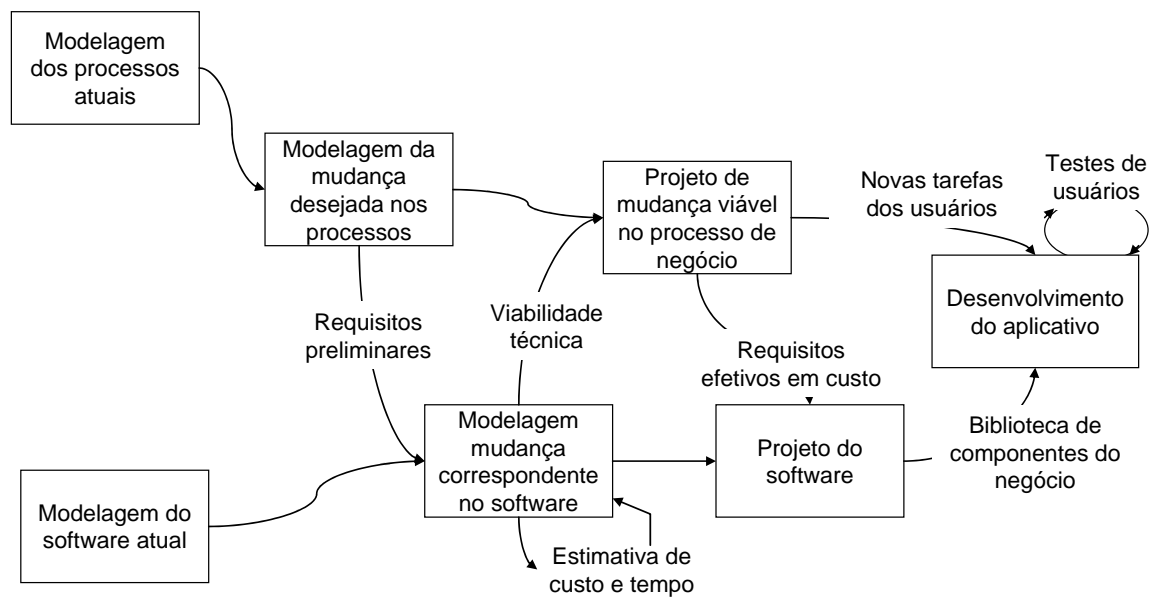 Modelagem
dos processos
atuais
Modelagem da
mudança
desejada nos
processos
Projeto de
mudança viável
no processo de
negócio
Novas tarefas
dos usuários
Testes de
usuários
Desenvolvimento
do aplicativo
Requisitos
preliminares
Viabilidade
técnica
Requisitos
efetivos em custo
Modelagem
mudança
correspondente
no software
Projeto do
software
Biblioteca de
componentes do
negócio
Modelagem do
software atual
Estimativa de
custo e tempo